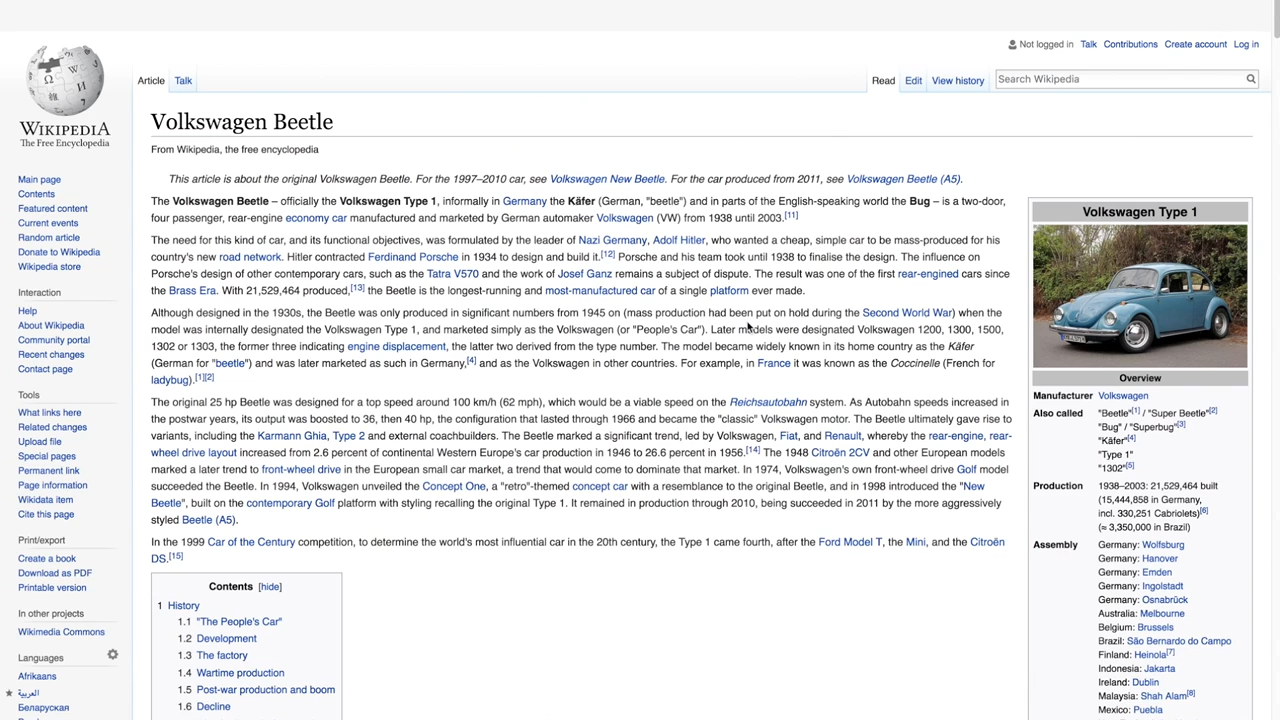 Not logged in Talk Contributions Create account Log in
Article Talk Read Edit View history Search Wikipedia
WIKIPEDIA
The Free Encyclopedia
Main page
Contents
Featured content
Current events
Random article
Donate to Wikipedia
Wikipedia store
Interaction
Help
About Wikipedia
Community portal
Recent changes
Contact page
Tools
What links here
Related changes
Upload file
Special pages
Permanent link
Page information
Wikidata item
Cite this page
Print/export
Create a book
Download as PDF
Printable version
In other projects
Wikimedia Commons
Languages
Afrikaans
العربية
Беларуская
Volkswagen Beetle
From Wikipedia, the free encyclopedia
This article is about the original Volkswagen Beetle. For the 1997–2010 car, see Volkswagen New Beetle. For the car produced from 2011, see Volkswagen Beetle (A5).
The Volkswagen Beetle – officially the Volkswagen Type 1, informally in Germany the Käfer (German, "beetle") and in parts of the English-speaking world the Bug – is a two-door,
four passenger, rear-engine economy car manufactured and marketed by German automaker Volkswagen (VW) from 1938 until 2003.[11]
The need for this kind of car, and its functional objectives, was formulated by the leader of Nazi Germany, Adolf Hitler, who wanted a cheap, simple car to be mass-produced for his
country's new road network. Hitler contracted Ferdinand Porsche in 1934 to design and build it.[12] Porsche and his team took until 1938 to finalise the design. The influence on
Porsche's design of other contemporary cars, such as the Tatra V570 and the work of Josef Ganz remains a subject of dispute. The result was one of the first rear-engined cars since
the Brass Era. With 21,529,464 produced,[13] the Beetle is the longest-running and most-manufactured car of a single platform ever made.
Although designed in the 1930s, the Beetle was only produced in significant numbers from 1945 on (mass production had been put on hold during the Second World War) when the
model was internally designated the Volkswagen Type 1, and marketed simply as the Volkswagen (or "People's Car"). Later models were designated Volkswagen 1200, 1300, 1500,
1302 or 1303, the former three indicating engine displacement, the latter two derived from the type number. The model became widely known in its home country as the Käfer
(German for "beetle") and was later marketed as such in Germany,[4] and as the Volkswagen in other countries. For example, in France it was known as the Coccinelle (French for
ladybug).[1][2]
The original 25 hp Beetle was designed for a top speed around 100 km/h (62 mph), which would be a viable speed on the Reichsautobahn system. As Autobahn speeds increased in
the postwar years, its output was boosted to 36, then 40 hp, the configuration that lasted through 1966 and became the "classic" Volkswagen motor. The Beetle ultimately gave rise to
variants, including the Karmann Ghia, Type 2 and external coachbuilders. The Beetle marked a significant trend, led by Volkswagen, Fiat, and Renault, whereby the rear-engine, rear-
wheel drive layout increased from 2.6 percent of continental Western Europe's car production in 1946 to 26.6 percent in 1956.[14] The 1948 Citroën 2CV and other European models
marked a later trend to front-wheel drive in the European small car market, a trend that would come to dominate that market. In 1974, Volkswagen's own front-wheel drive Golf model
succeeded the Beetle. In 1994, Volkswagen unveiled the Concept One, a "retro"-themed concept car with a resemblance to the original Beetle, and in 1998 introduced the "New
Beetle", built on the contemporary Golf platform with styling recalling the original Type 1. It remained in production through 2010, being succeeded in 2011 by the more aggressively
styled Beetle (A5).
In the 1999 Car of the Century competition, to determine the world's most influential car in the 20th century, the Type 1 came fourth, after the Ford Model T, the Mini, and the Citroën
DS.[15]
Contents [hide]
1 History
1.1 "The People's Car"
1.2 Development
1.3 The factory
1.4 Wartime production
1.5 Post-war production and boom
1.6 Decline
Volkswagen Type 1
Overview
Manufacturer Volkswagen
Also called "Beetle"[1] / "Super Beetle"[2]
"Bug" / "Superbug"[3]
"Käfer"[4]
"Type 1"
"1302"[5]
Production 1938–2003: 21,529,464 built
(15,444,858 in Germany,
incl. 330,251 Cabriolets)[6]
(≈ 3,350,000 in Brazil)
Assembly Germany: Wolfsburg
Germany: Hanover
Germany: Emden
Germany: Ingolstadt
Germany: Osnabrück
Australia: Melbourne
Belgium: Brussels
Brazil: São Bernardo do Campo
Finland: Heinola[7]
Indonesia: Jakarta
Ireland: Dublin
Malaysia: Shah Alam[8]
Mexico: Puebla